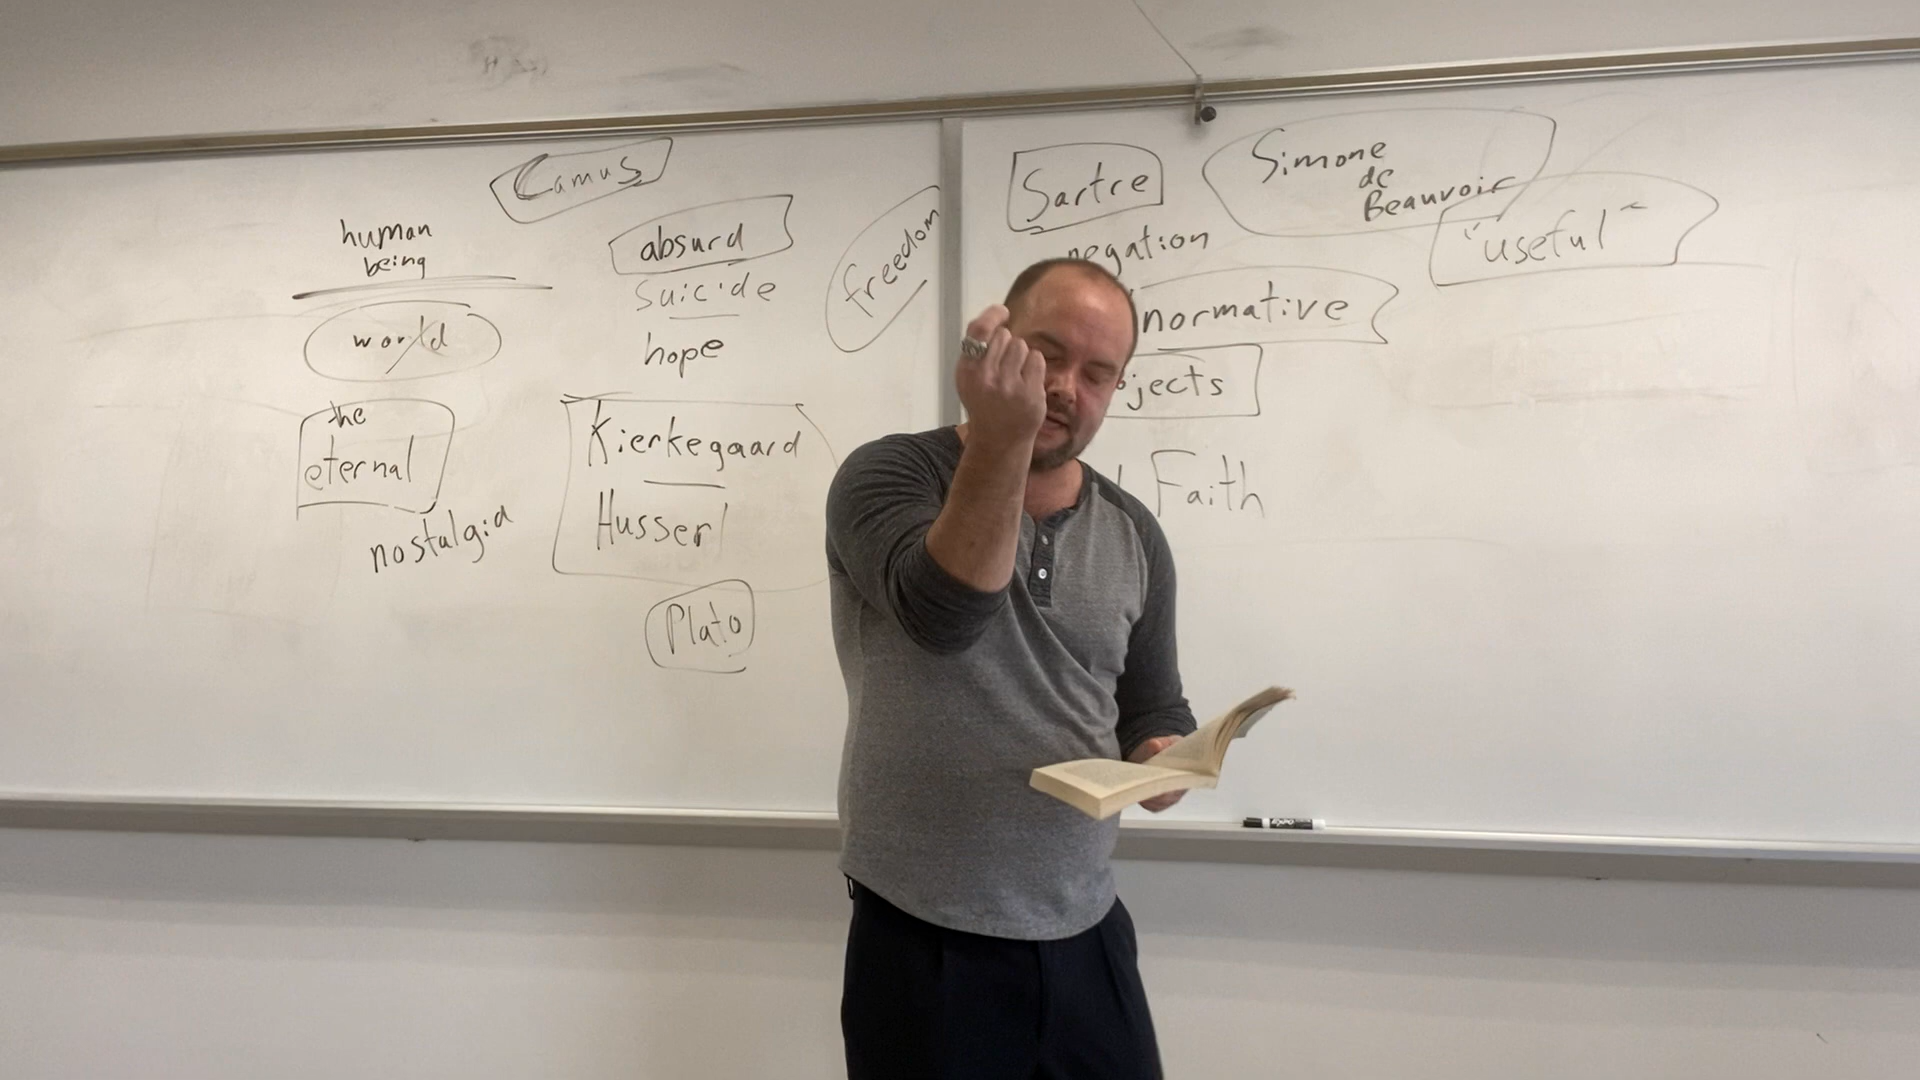 Camus
human
being
world
the
eternal
nostalgia
absurd
suicide
hope
Kierkegaard
Husserl
Plato
freedom
Sartre
negation
normative
jects
Faith
Simone
de
Beauvoir
"useful"